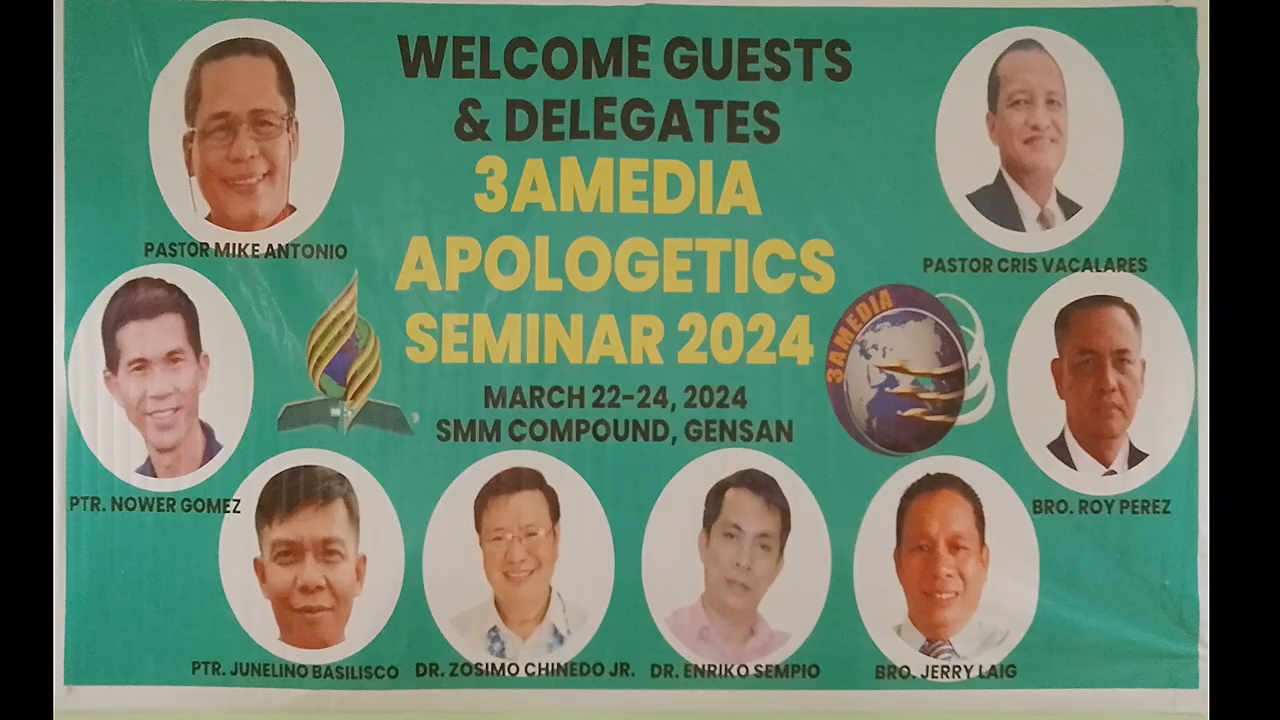 WELCOME GUESTS
& DELEGATES
3AMEDIA
APOLOGETICS
SEMINAR 2024
MARCH 22-24, 2024
SMM COMPOUND, GENSAN
PASTOR MIKE ANTONIO
PASTOR CRIS VACALARES
3AMEDIA
PTR. NOWER GOMEZ
BRO. ROY PEREZ
PTR. JUNELINO BASILISCO
DR. ZOSIMO CHINEDO JR.
DR. ENRIKO SEMPIO
BRO. JERRY LAIG